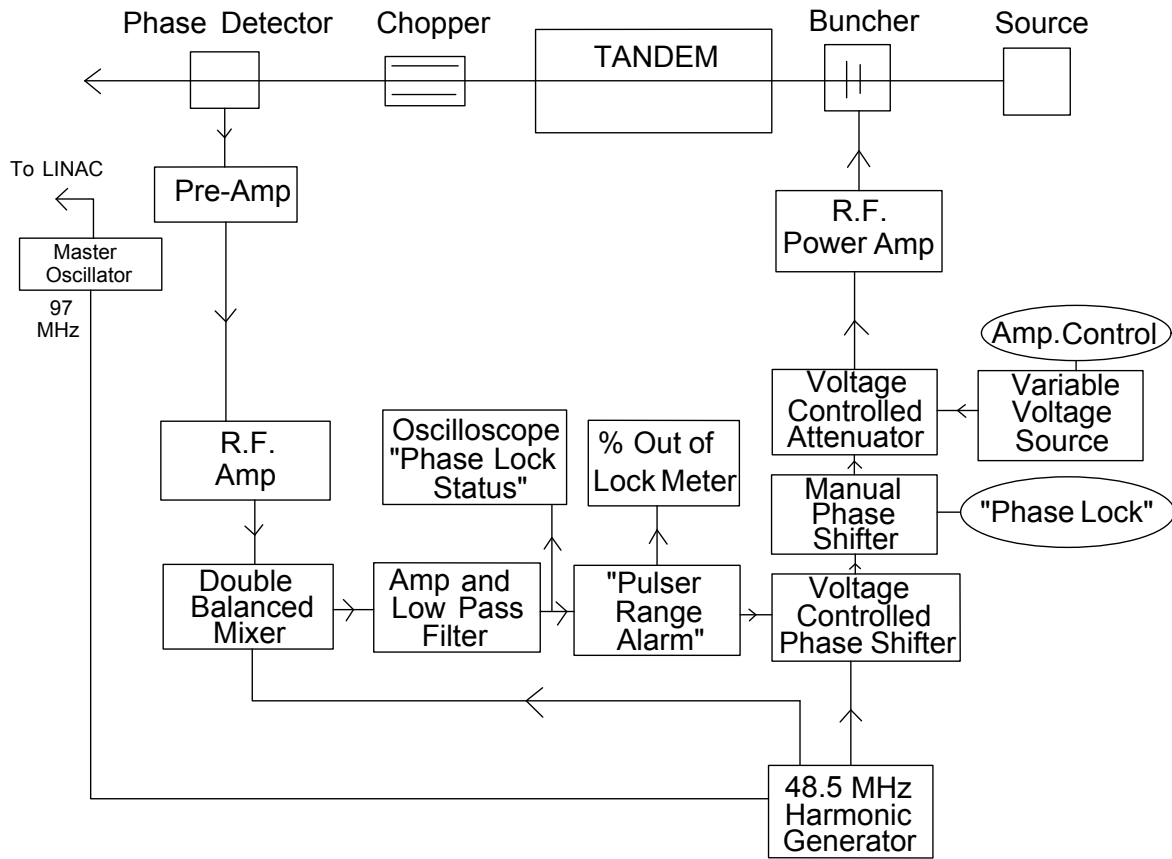 Phase Detector
Chopper
TANDEM
Buncher
Source
To LINAC
Pre-Amp
Master
Oscillator
97
MHz
R.F.
Power Amp
Amp.Control
Voltage
Controlled
Attenuator
Variable
Voltage
Source
R.F.
Amp
Oscilloscope
"Phase Lock
Status"
% Out of
Lock Meter
Manual
Phase
Shifter
"Phase Lock"
Double
Balanced
Mixer
Amp and
Low Pass
Filter
"Pulser
Range
Alarm"
Voltage
Controlled
Phase Shifter
48.5 MHz
Harmonic
Generator